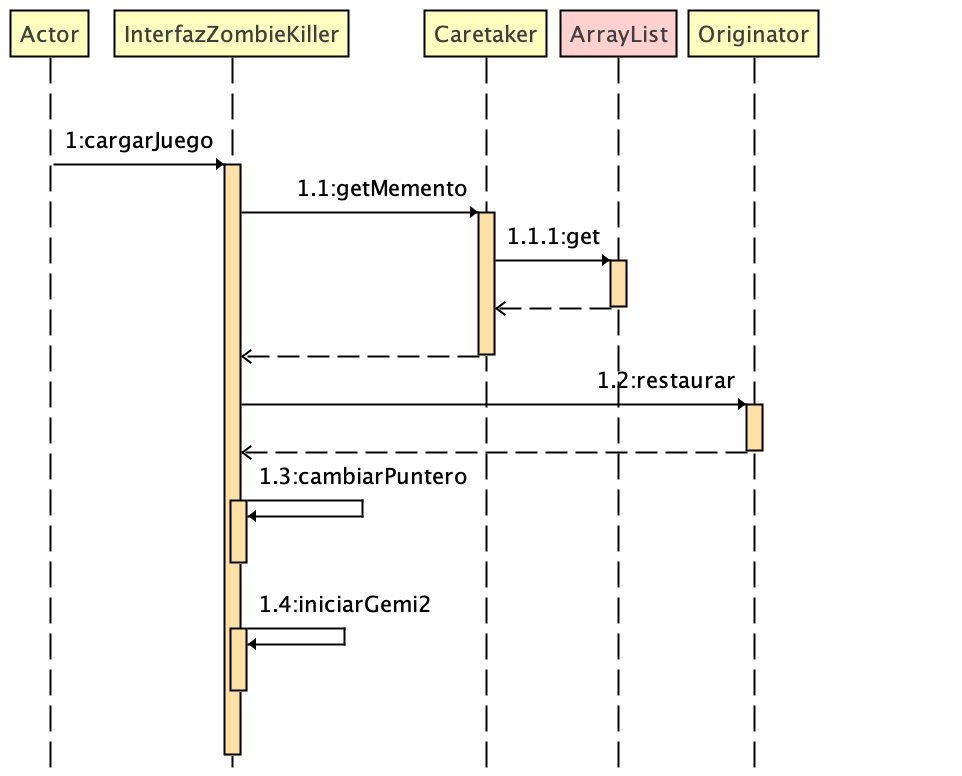 Actor
InterfazZombieKiller
Caretaker
ArrayList
Originator
1:cargarJuego
1.1:getMemento
1.1.1:get
1.2:restaurar
1.3:cambiarPuntero
1.4:iniciarGemi2